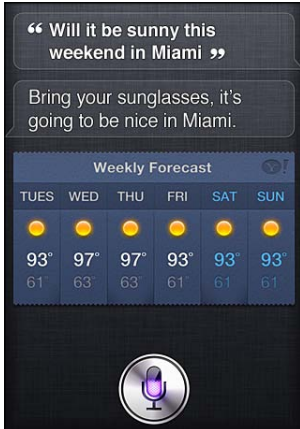 “ Will it be sunny this
weekend in Miami ”
Bring your sunglasses, it's
going to be nice in Miami.
Weekly Forecast Y!
TUES WED THU FRI SAT SUN
93° 97° 97° 93° 93° 93°
61° 63° 63° 61° 61 61°